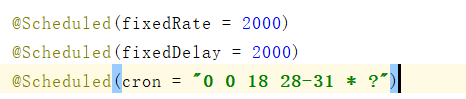 @Scheduled(fixedRate = 2000)
@Scheduled(fixedDelay = 2000)
@Scheduled(cron = "0 0 18 28-31 * ?")